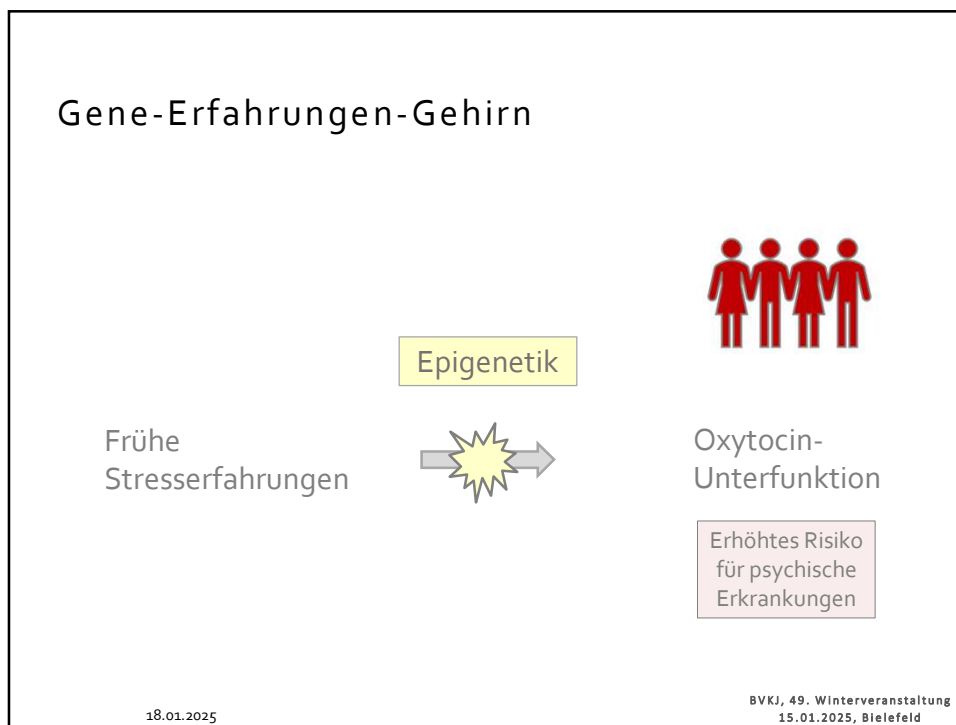 Gene-Erfahrungen-Gehirn
Epigenetik
Frühe
Stresserfahrungen
Oxytocin-
Unterfunktion
Erhöhtes Risiko
für psychische
Erkrankungen
18.01.2025
BVKJ, 49. Winterveranstaltung
15.01.2025, Bielefeld